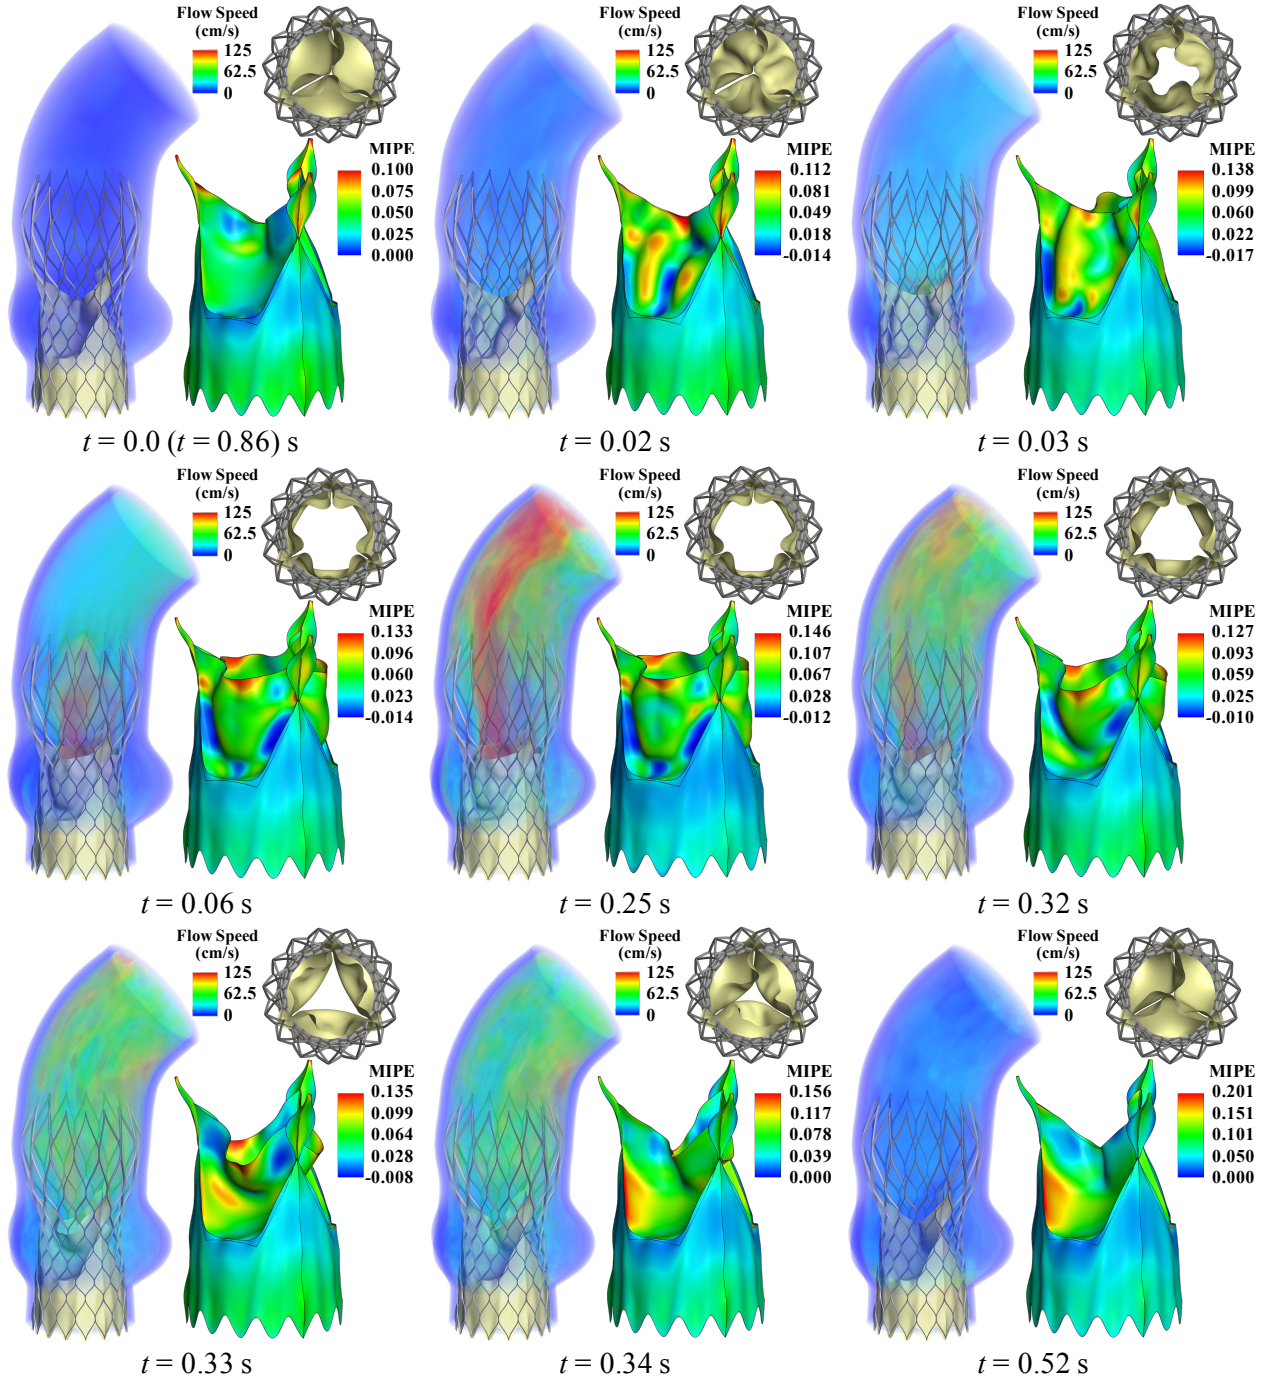 Flow Speed
(cm/s)
125
62.5
0
MIPE
0.100
0.075
0.050
0.025
0.000
t = 0.0 (t = 0.86) s
Flow Speed
(cm/s)
125
62.5
0
MIPE
0.112
0.081
0.049
0.018
-0.014
t = 0.02 s
Flow Speed
(cm/s)
125
62.5
0
MIPE
0.138
0.099
0.060
0.022
-0.017
t = 0.03 s
Flow Speed
(cm/s)
125
62.5
0
MIPE
0.133
0.096
0.060
0.023
-0.014
t = 0.06 s
Flow Speed
(cm/s)
125
62.5
0
MIPE
0.146
0.107
0.067
0.028
-0.012
t = 0.25 s
Flow Speed
(cm/s)
125
62.5
0
MIPE
0.127
0.093
0.059
0.025
-0.010
t = 0.32 s
Flow Speed
(cm/s)
125
62.5
0
MIPE
0.135
0.099
0.064
0.028
-0.008
t = 0.33 s
Flow Speed
(cm/s)
125
62.5
0
MIPE
0.156
0.117
0.078
0.039
0.000
t = 0.34 s
Flow Speed
(cm/s)
125
62.5
0
MIPE
0.201
0.151
0.101
0.050
0.000
t = 0.52 s